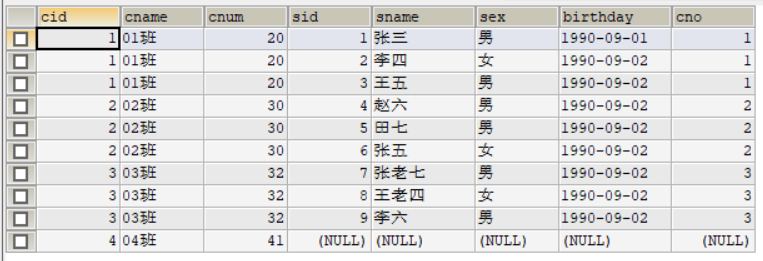 cid cname cnum sid sname sex birthday cno
1 01班 20 1 张三 男 1990-09-01 1
1 01班 20 2 李四 女 1990-09-02 1
1 01班 20 3 王五 男 1990-09-02 1
2 02班 30 4 赵六 男 1990-09-02 2
2 02班 30 5 田七 男 1990-09-02 2
2 02班 30 6 张五 女 1990-09-02 2
3 03班 32 7 张老七 男 1990-09-02 3
3 03班 32 8 王老四 女 1990-09-02 3
3 03班 32 9 李六 男 1990-09-02 3
4 04班 41 (NULL) (NULL) (NULL) (NULL) (NULL)